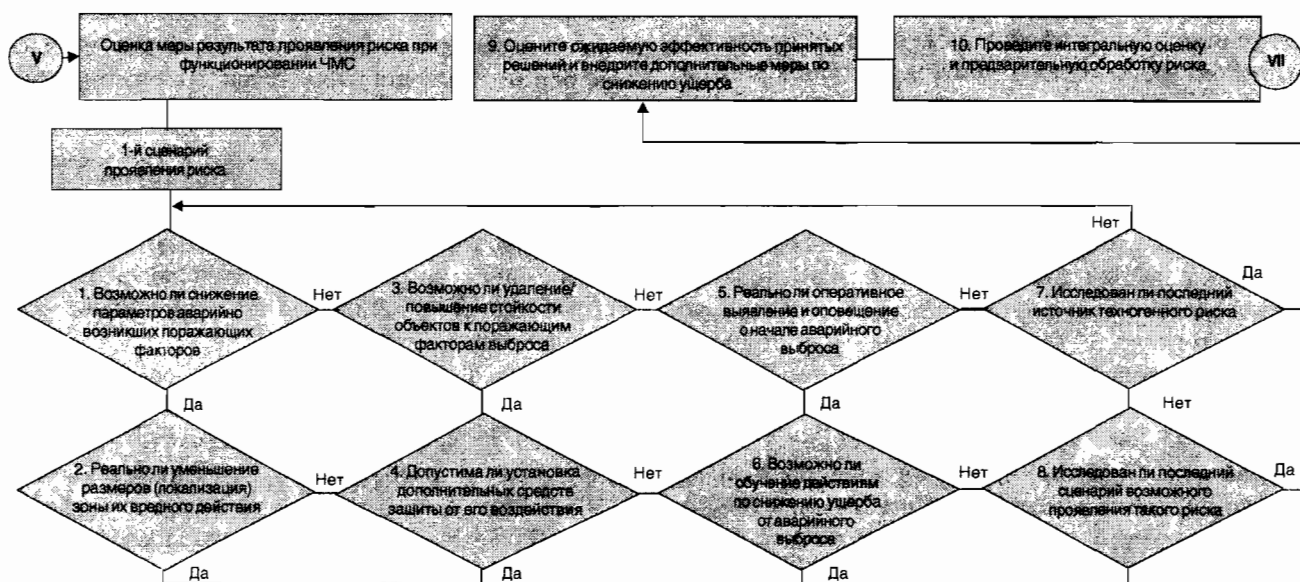 V
Оценка меры результата проявления риска при
функционировании ЧМС
9. Оцените ожидаемую эффективность принятых
решений и внедрите дополнительные меры по
снижению ущерба
10. Проведите интегральную оценку
и предварительную обработку риска
VII
1-й сценарий
проявления риска
Нет
Да
1. Возможно ли снижение
параметров аварийно
возникших поражающих
факторов
Нет
3. Возможно ли удаление/
повышение стойкости
объектов к поражающим
факторам выброса
Нет
5. Реально ли оперативное
выявление и оповещение
о начале аварийного
выброса
Нет
7. Исследован ли последний
источник техногенного риска
Да
Да
Да
Нет
2. Реально ли уменьшение
размеров (локализация)
зоны их вредного действия
Нет
4. Допустима ли установка
дополнительных средств
защиты от его воздействия
Нет
6. Возможно ли
обучение действиям
по снижению ущерба
от аварийного
выброса
Нет
8. Исследован ли последний
сценарий возможного
проявления такого риска
Да
Да
Да
Да